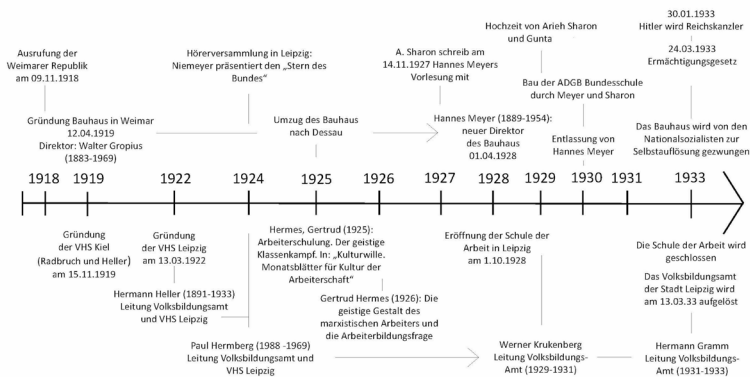 Ausrufung der
Weimarer Republik
am 09.11.1918
Gründung Bauhaus in Weimar
12.04.1919
Direktor: Walter Gropius
(1883-1969)
Hörerversammlung in Leipzig:
Niemeyer präsentiert den „Stern des
Bundes“
Umzug des Bauhaus
nach Dessau
A. Sharon schreib am
14.11.1927 Hannes Meyers
Vorlesung mit
Hannes Meyer (1889-1954):
neuer Direktor
des Bauhaus
01.04.1928
Hochzeit von Arieh Sharon
und Gunta
Bau der ADGB Bundesschule
durch Meyer und Sharon
Entlassung von
Hannes Meyer
30.01.1933
Hitler wird Reichskanzler
24.03.1933
Ermächtigungsgesetz
Das Bauhaus wird von den
Nationalsozialisten zur
Selbstauflösung gezwungen
1918 1919 1922 1924 1925 1926 1927 1928 1929 1930 1931 1933
Gründung
der VHS Kiel
(Radbruch und Heller)
am 15.11.1919
Gründung
der VHS Leipzig
am 13.03.1922
Hermann Heller (1891-1933)
Leitung Volksbildungsamt
und VHS Leipzig
Paul Hermberg (1988 -1969)
Leitung Volksbildungsamt und
VHS Leipzig
Hermes, Gertrud (1925):
Arbeiterschulung. Der geistige
Klassenkampf. In: „Kulturwille.
Monatsblätter für Kultur der
Arbeiterschaft“
Gertrud Hermes (1926): Die
geistige Gestalt des
marxistischen Arbeiters und
die Arbeiterbildungsfrage
Eröffnung der Schule der
Arbeit in Leipzig
am 1.10.1928
Werner Krukenberg
Leitung Volksbildungs-
Amt (1929-1931)
Die Schule der Arbeit wird
geschlossen
Das Volksbildungsamt
der Stadt Leipzig wird
am 13.03.33 aufgelöst
Hermann Gramm
Leitung Volksbildungs-
Amt (1931-1933)